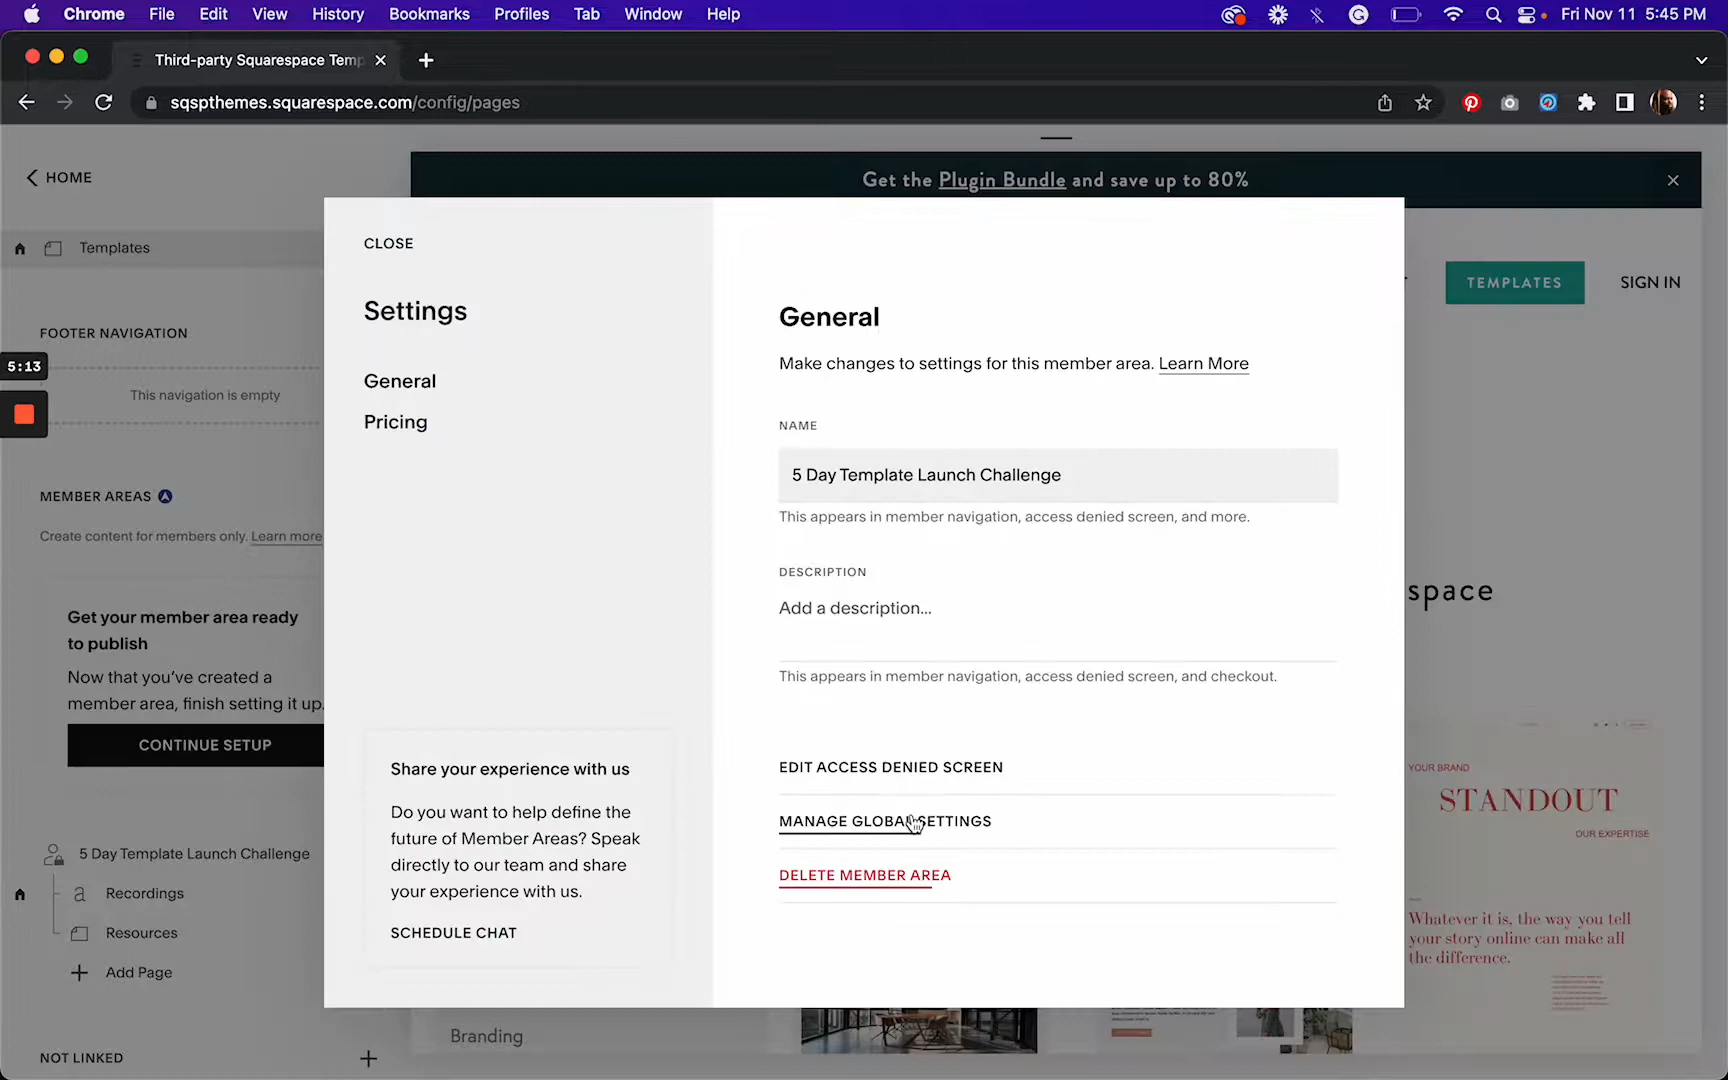 Chrome File Edit View History Bookmarks Profiles Tab Window Help
Fri Nov 11 5:45 PM
Third-party Squarespace Temp
sqspthemes.squarespace.com/config/pages
HOME
Get the Plugin Bundle and save up to 80%
Templates
TEMPLATES
SIGN IN
FOOTER NAVIGATION
5:13
This navigation is empty
MEMBER AREAS
Create content for members only. Learn more
Get your member area ready
to publish
Now that you've created a
member area, finish setting it up.
CONTINUE SETUP
5 Day Template Launch Challenge
a Recordings
Resources
Add Page
NOT LINKED
CLOSE
Settings
General
Pricing
Share your experience with us
Do you want to help define the
future of Member Areas? Speak
directly to our team and share
your experience with us.
SCHEDULE CHAT
General
Make changes to settings for this member area. Learn More
NAME
5 Day Template Launch Challenge
This appears in member navigation, access denied screen, and more.
DESCRIPTION
Add a description...
This appears in member navigation, access denied screen, and checkout.
EDIT ACCESS DENIED SCREEN
MANAGE GLOBAL SETTINGS
DELETE MEMBER AREA
space
YOUR BRAND
STANDOUT
OUR EXPERTISE
Whatever it is, the way you tell
your story online can make all
the difference.
Branding